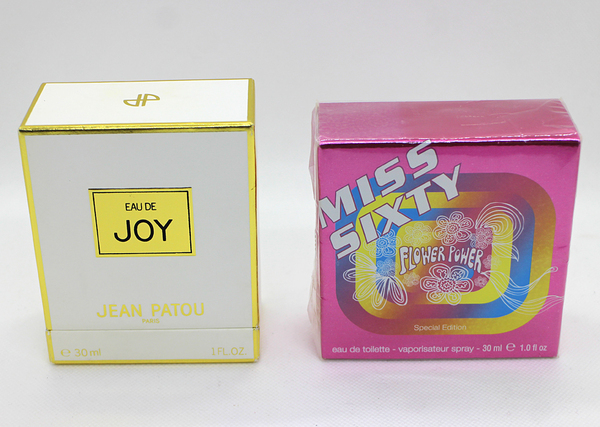 JP
EAU DE
JOY
JEAN PATOU
PARIS
℮ 30 ml
1 FL. OZ.
MISS
SIXTY
FLOWER POWER
Special Edition
eau de toilette - vaporisateur spray - 30 ml ℮ 1.0 fl oz